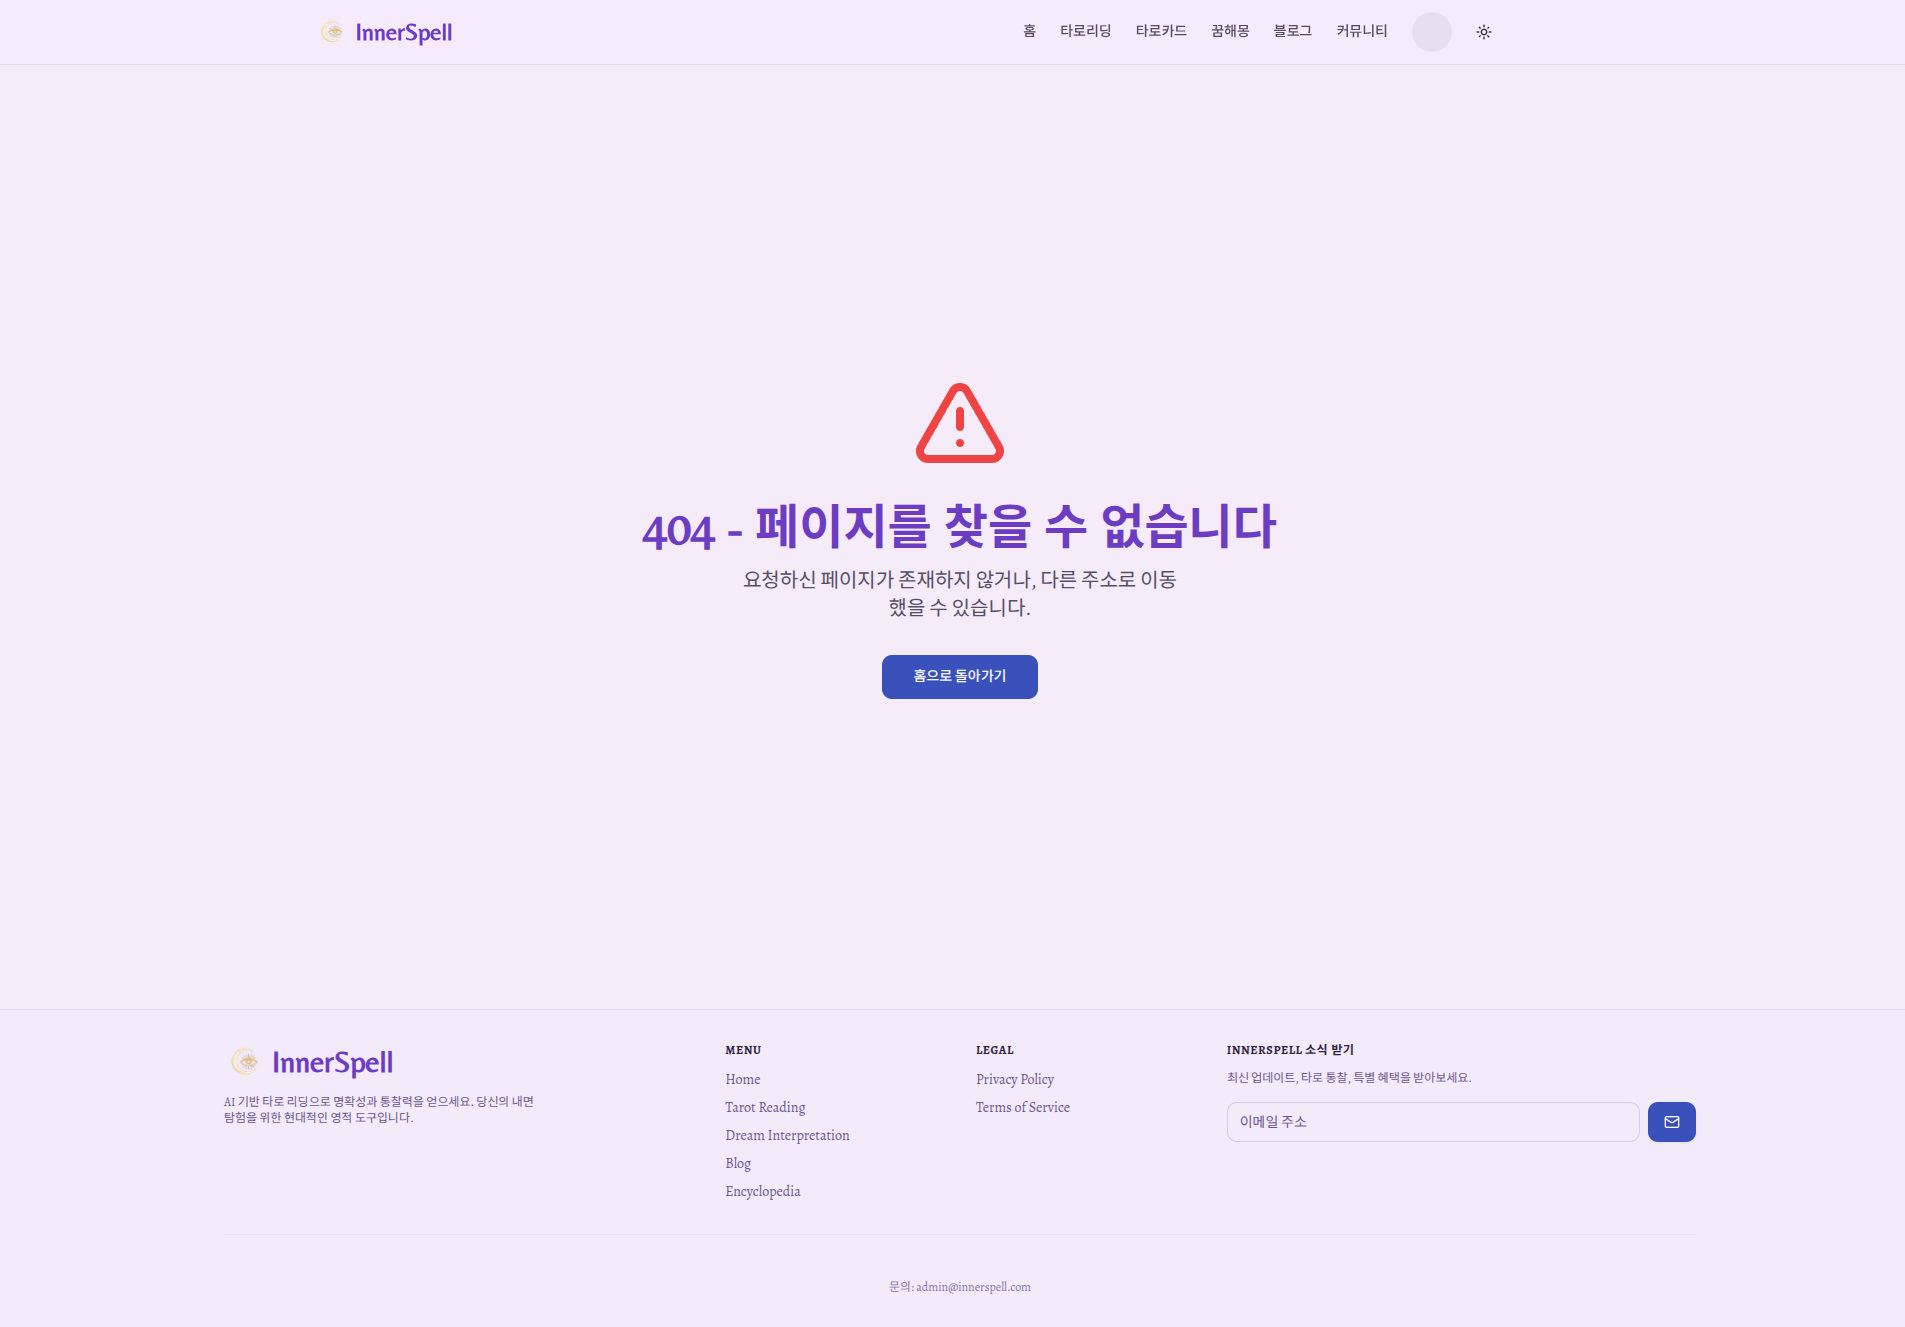 InnerSpell
홈
타로리딩
타로카드
꿈해몽
블로그
커뮤니티
404 - 페이지를 찾을 수 없습니다
요청하신 페이지가 존재하지 않거나, 다른 주소로 이동
했을 수 있습니다.
홈으로 돌아가기
InnerSpell
AI 기반 타로 리딩으로 명확성과 통찰력을 얻으세요. 당신의 내면
탐험을 위한 현대적인 영적 도구입니다.
MENU
Home
Tarot Reading
Dream Interpretation
Blog
Encyclopedia
LEGAL
Privacy Policy
Terms of Service
INNERSPELL 소식 받기
최신 업데이트, 타로 통찰, 특별 혜택을 받아보세요.
이메일 주소
문의: admin@innerspell.com